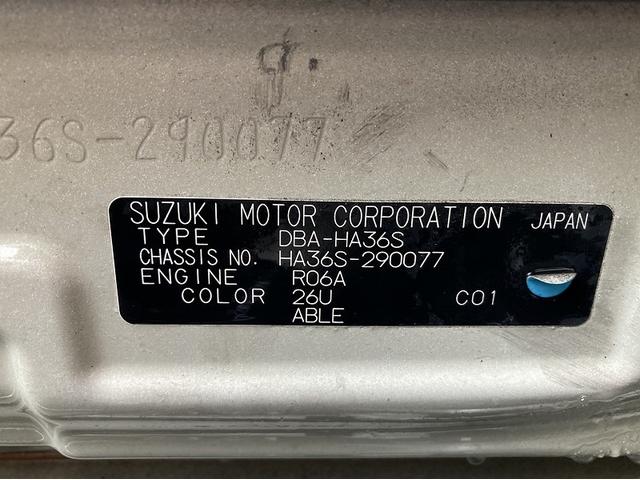 36S-290077
SUZUKI MOTOR CORPORATION JAPAN
TYPE DBA-HA36S
CHASSIS NO. HA36S-290077
ENGINE R06A
COLOR 26U C01
ABLE